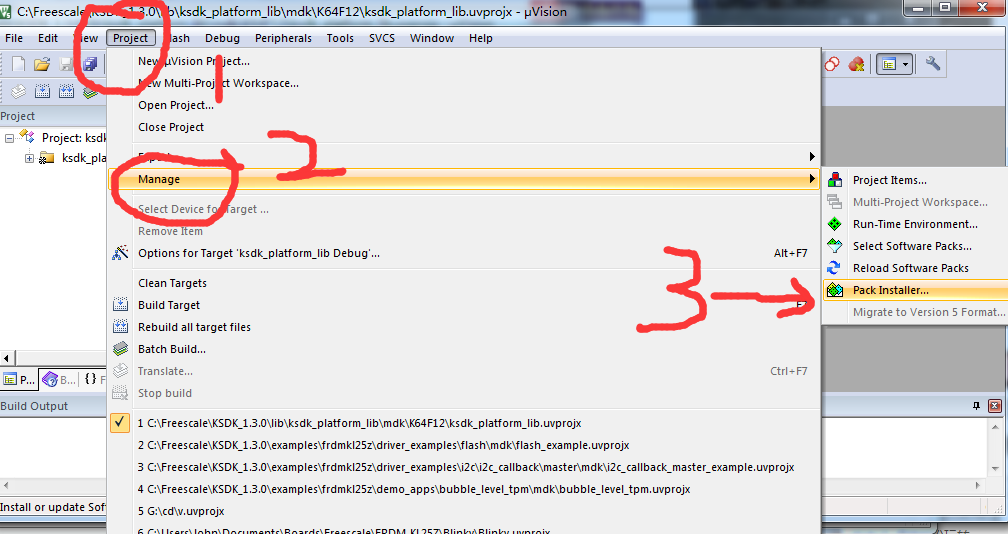 C:\Freescale\KSDK_1.3.0\lib\ksdk_platform_lib\mdk\K64F12\ksdk_platform_lib.uvprojx - µVision
File Edit View Project Flash Debug Peripherals Tools SVCS Window Help
1
New µVision Project...
New Multi-Project Workspace...
Project
Open Project...
Project: ksdk
Close Project
ksdk_pla
Export
2
Manage
Project Items...
Multi-Project Workspace...
Select Device for Target ...
Run-Time Environment...
Remove Item
Select Software Packs...
Options for Target 'ksdk_platform_lib Debug'... Alt+F7
Reload Software Packs
Clean Targets
3
Pack Installer...
Build Target F7
Migrate to Version 5 Format...
Rebuild all target files
Batch Build...
Translate... Ctrl+F7
P... B... {} F
Stop build
Build Output
1 C:\Freescale\KSDK_1.3.0\lib\ksdk_platform_lib\mdk\K64F12\ksdk_platform_lib.uvprojx
2 C:\Freescale\KSDK_1.3.0\examples\frdmkl25z\driver_examples\flash\mdk\flash_example.uvprojx
3 C:\Freescale\KSDK_1.3.0\examples\frdmkl25z\driver_examples\i2c\i2c_callback\master\mdk\i2c_callback_master_example.uvprojx
4 C:\Freescale\KSDK_1.3.0\examples\frdmkl25z\demo_apps\bubble_level_tpm\mdk\bubble_level_tpm.uvprojx
Install or update Soft
5 G:\cd\v.uvprojx
6 C:\Users\John\Documents\Boards\Freescale\FRDM-KL25Z\Blinky\Blinky.uvprojx